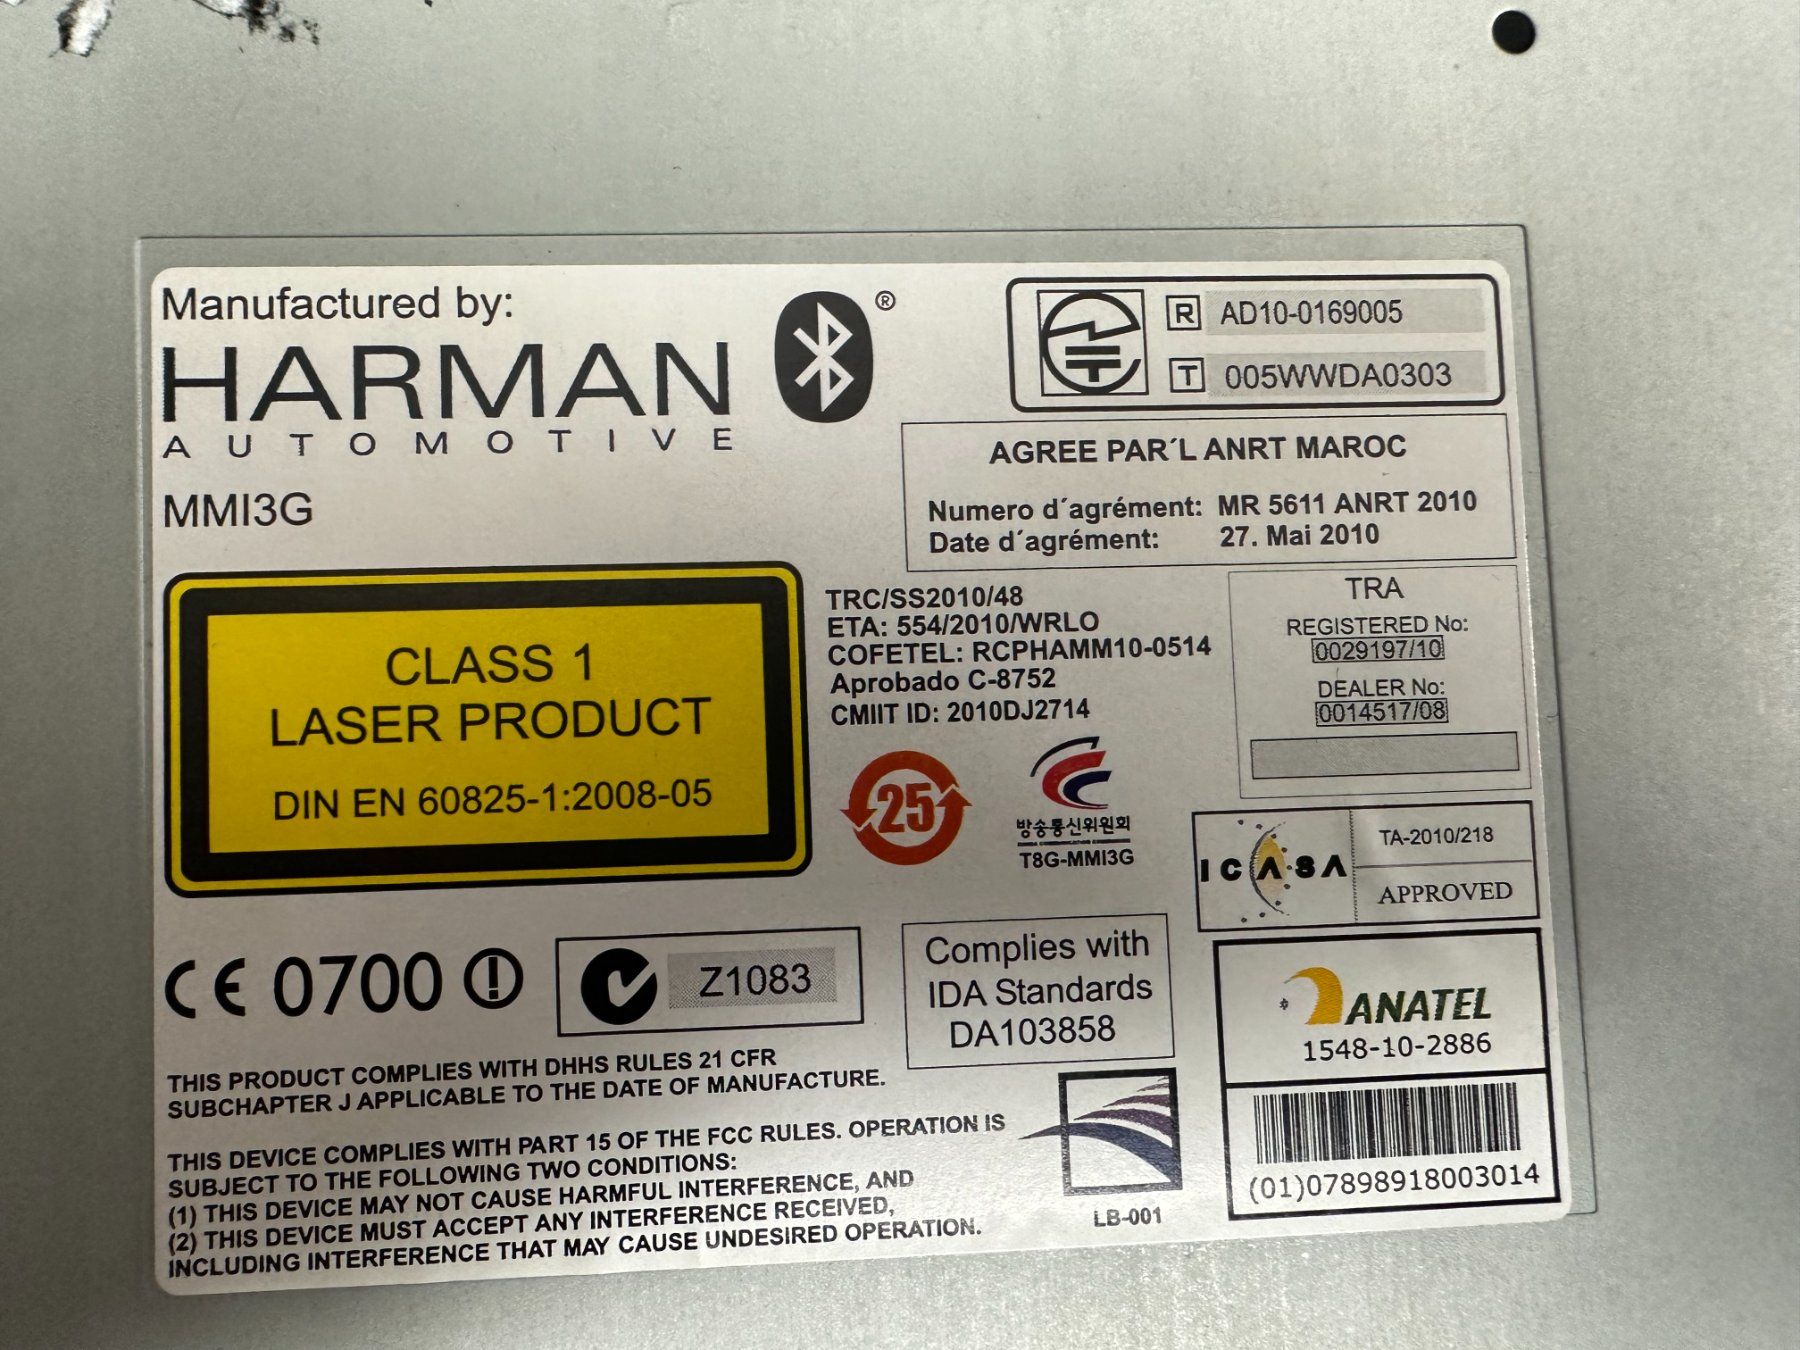 Manufactured by:
HARMAN
AUTOMOTIVE
®
MMI3G
R AD10-0169005
T 005WWDA0303
AGREE PAR´L ANRT MAROC
Numero d´agrément: MR 5611 ANRT 2010
Date d´agrément: 27. Mai 2010
CLASS 1
LASER PRODUCT
DIN EN 60825-1:2008-05
TRC/SS2010/48
ETA: 554/2010/WRLO
COFETEL: RCPHAMM10-0514
Aprobado C-8752
CMIIT ID: 2010DJ2714
TRA
REGISTERED No:
0029197/10
DEALER No:
0014517/08
25
방송통신위원회
T8G-MMI3G
ICASA
TA-2010/218
APPROVED
CE 0700
Z1083
Complies with
IDA Standards
DA103858
ANATEL
1548-10-2886
(01)07898918003014
THIS PRODUCT COMPLIES WITH DHHS RULES 21 CFR
SUBCHAPTER J APPLICABLE TO THE DATE OF MANUFACTURE.
THIS DEVICE COMPLIES WITH PART 15 OF THE FCC RULES. OPERATION IS
SUBJECT TO THE FOLLOWING TWO CONDITIONS:
(1) THIS DEVICE MAY NOT CAUSE HARMFUL INTERFERENCE, AND
(2) THIS DEVICE MUST ACCEPT ANY INTERFERENCE RECEIVED,
INCLUDING INTERFERENCE THAT MAY CAUSE UNDESIRED OPERATION.
LB-001